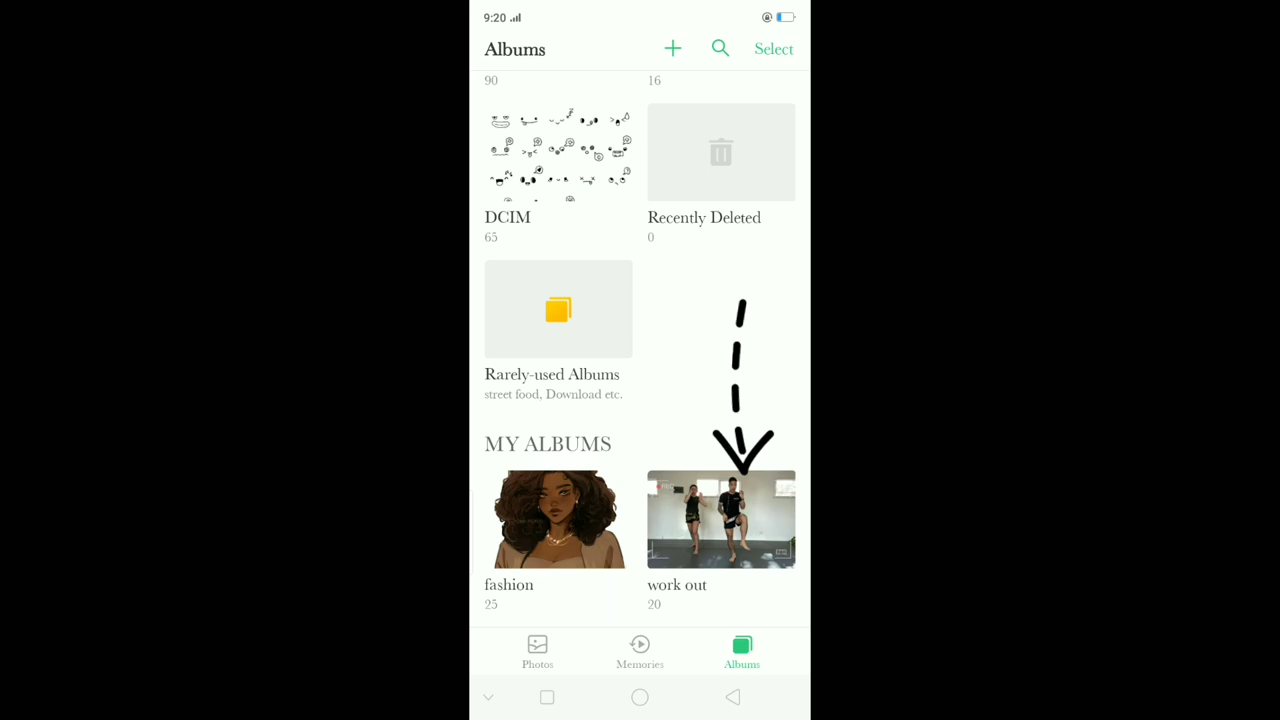 9:20
Albums
Select
90
16
DCIM
65
Recently Deleted
0
Rarely-used Albums
street food, Download etc.
MY ALBUMS
fashion
25
work out
20
Photos
Memories
Albums